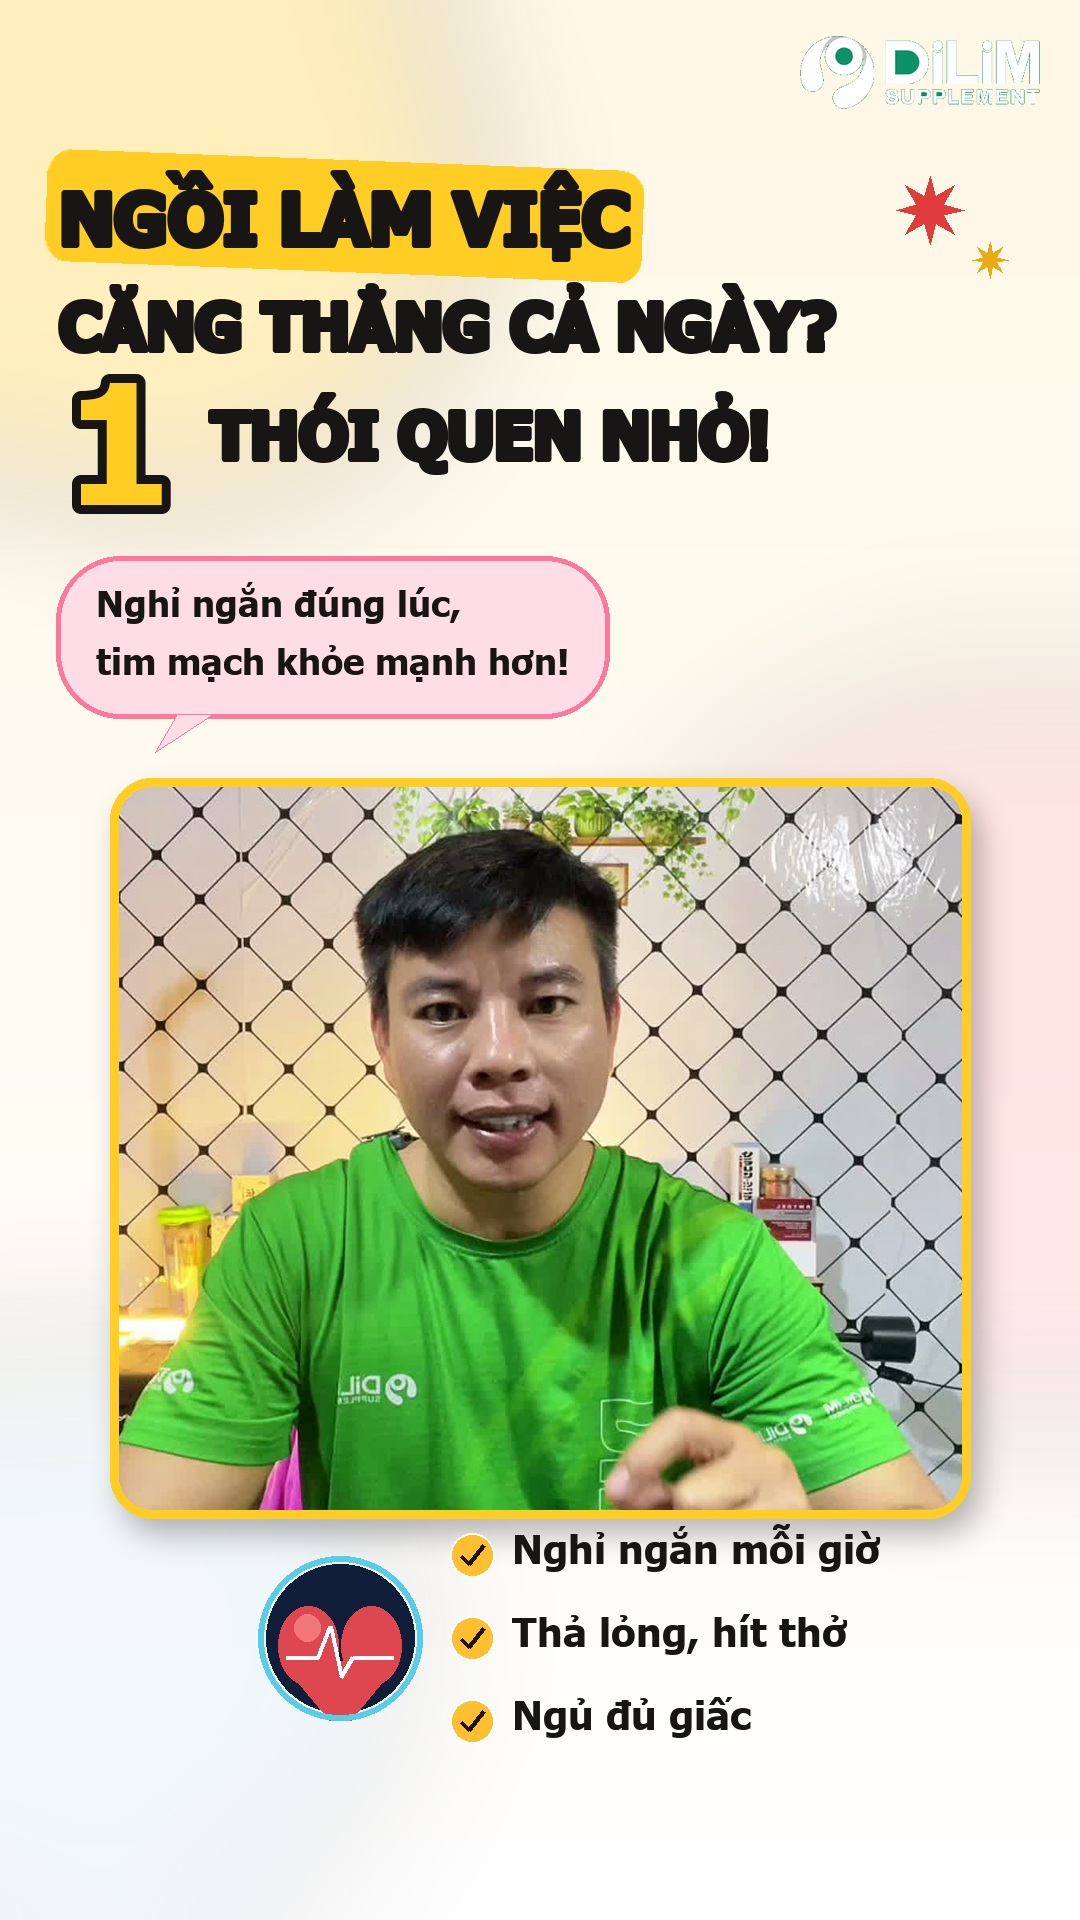 DiLiM
SUPPLEMENT
NGỒI LÀM VIỆC
CĂNG THẲNG CẢ NGÀY?
1 THÓI QUEN NHỎ!
Nghỉ ngắn đúng lúc,
tim mạch khỏe mạnh hơn!
DiLi
Nghỉ ngắn mỗi giờ
Thả lỏng, hít thở
Ngủ đủ giấc